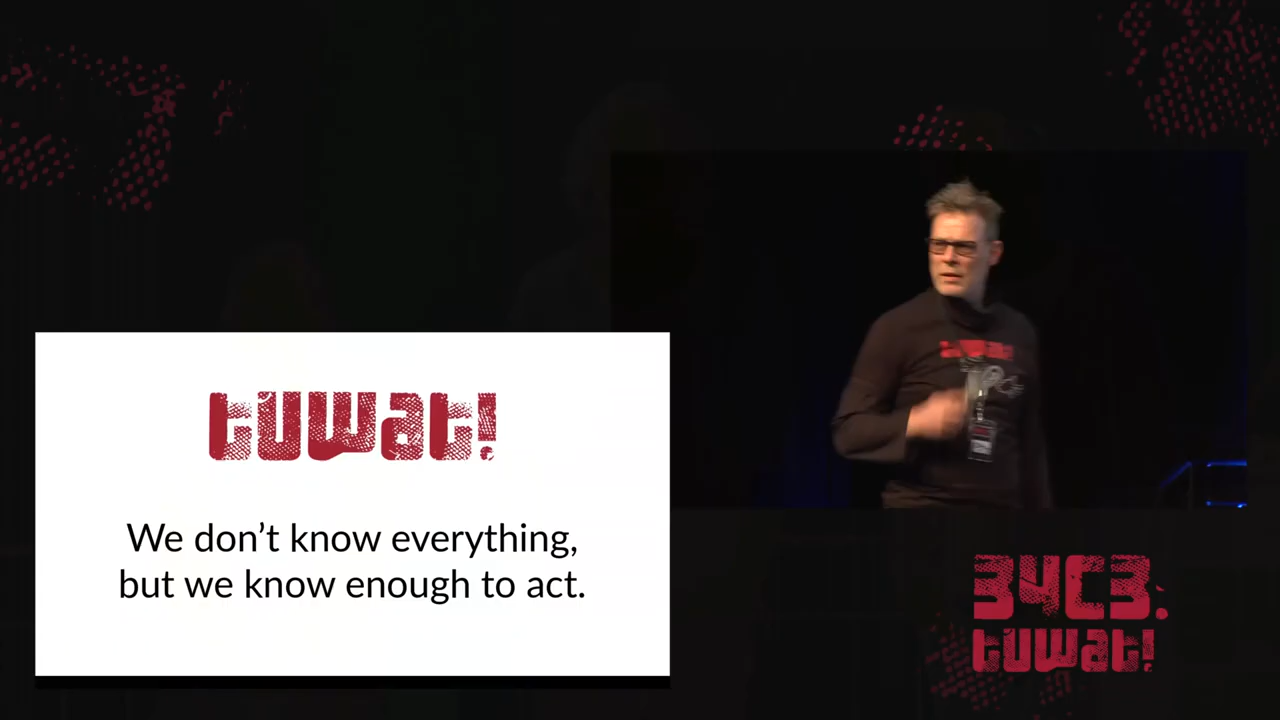 tuwat!
We don’t know everything,
but we know enough to act.
34C3.
tuwat!